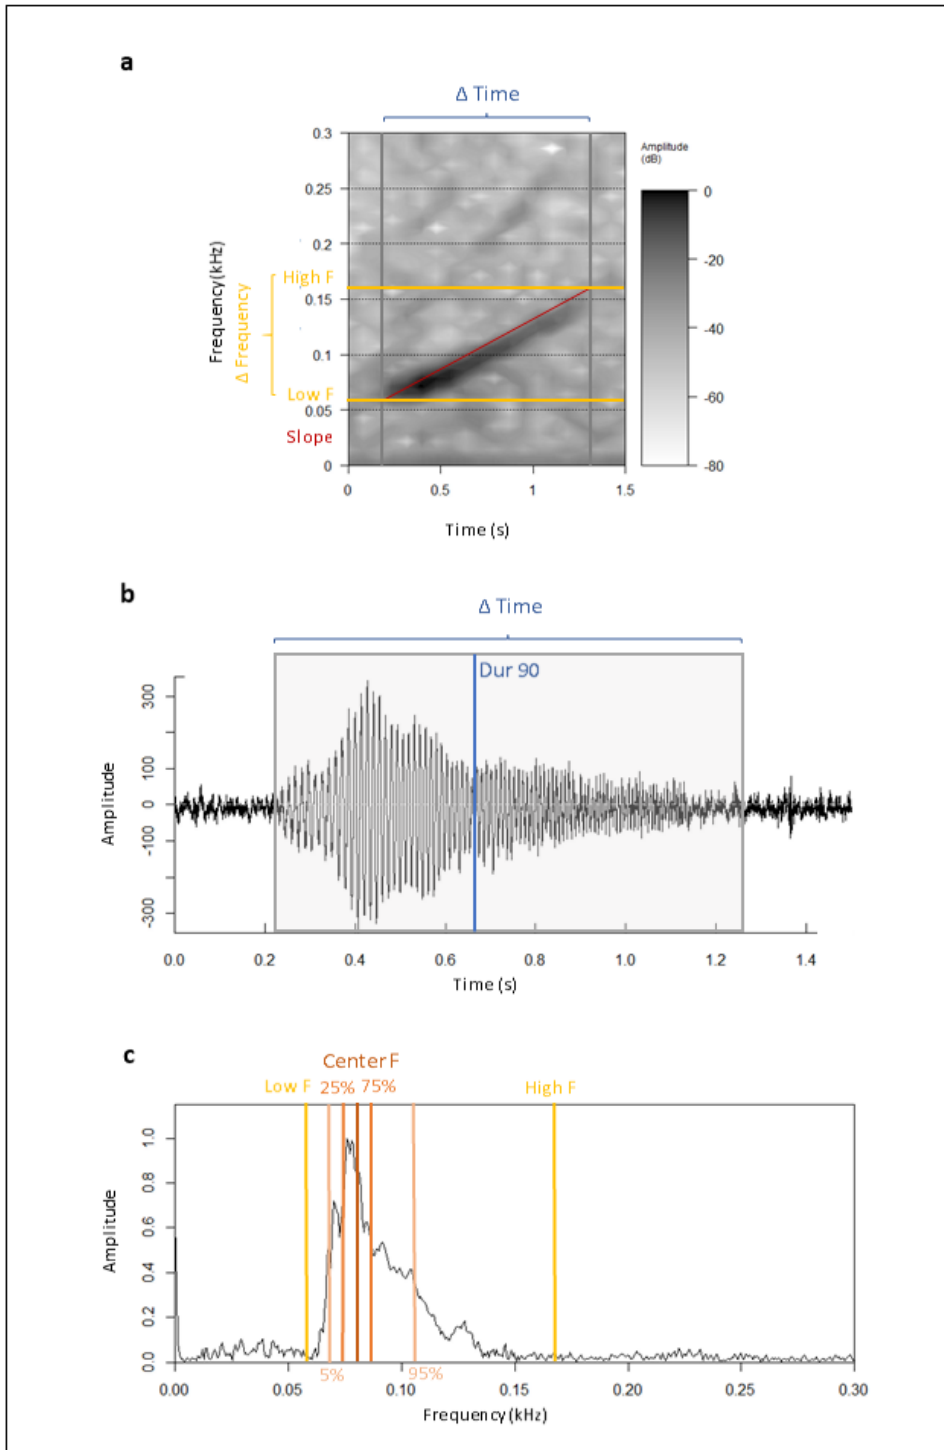 a
Δ Time
0.3
0.25
0.2
0.15
0.1
0.05
0
Frequency(kHz)
Δ Frequency
High F
Low F
Slope
0
0.5
1
1.5
Time (s)
Amplitude
(dB)
0
-20
-40
-60
-80
b
Δ Time
Dur 90
300
100
0
-100
-300
Amplitude
0.0 0.2 0.4 0.6 0.8 1.0 1.2 1.4
Time (s)
c
Center F
Low F 25% 75% High F
1.0
0.8
0.6
0.4
0.2
0.0
Amplitude
5% 95%
0.00 0.05 0.10 0.15 0.20 0.25 0.30
Frequency(kHz)